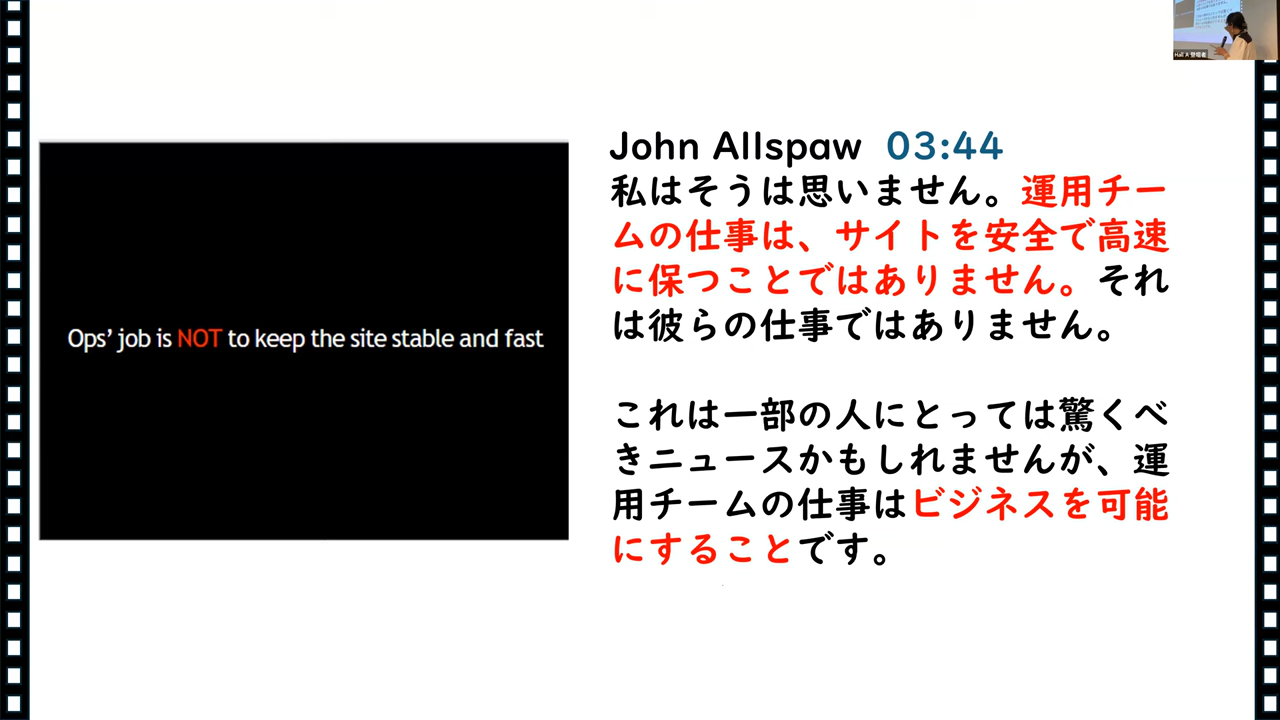 Hall A 登壇者
Ops' job is NOT to keep the site stable and fast
John Allspaw 03:44
私はそうは思いません。運用チー
ムの仕事は、サイトを安全で高速
に保つことではありません。それ
は彼らの仕事ではありません。
これは一部の人にとっては驚くべ
きニュースかもしれませんが、運
用チームの仕事はビジネスを可能
にすることです。